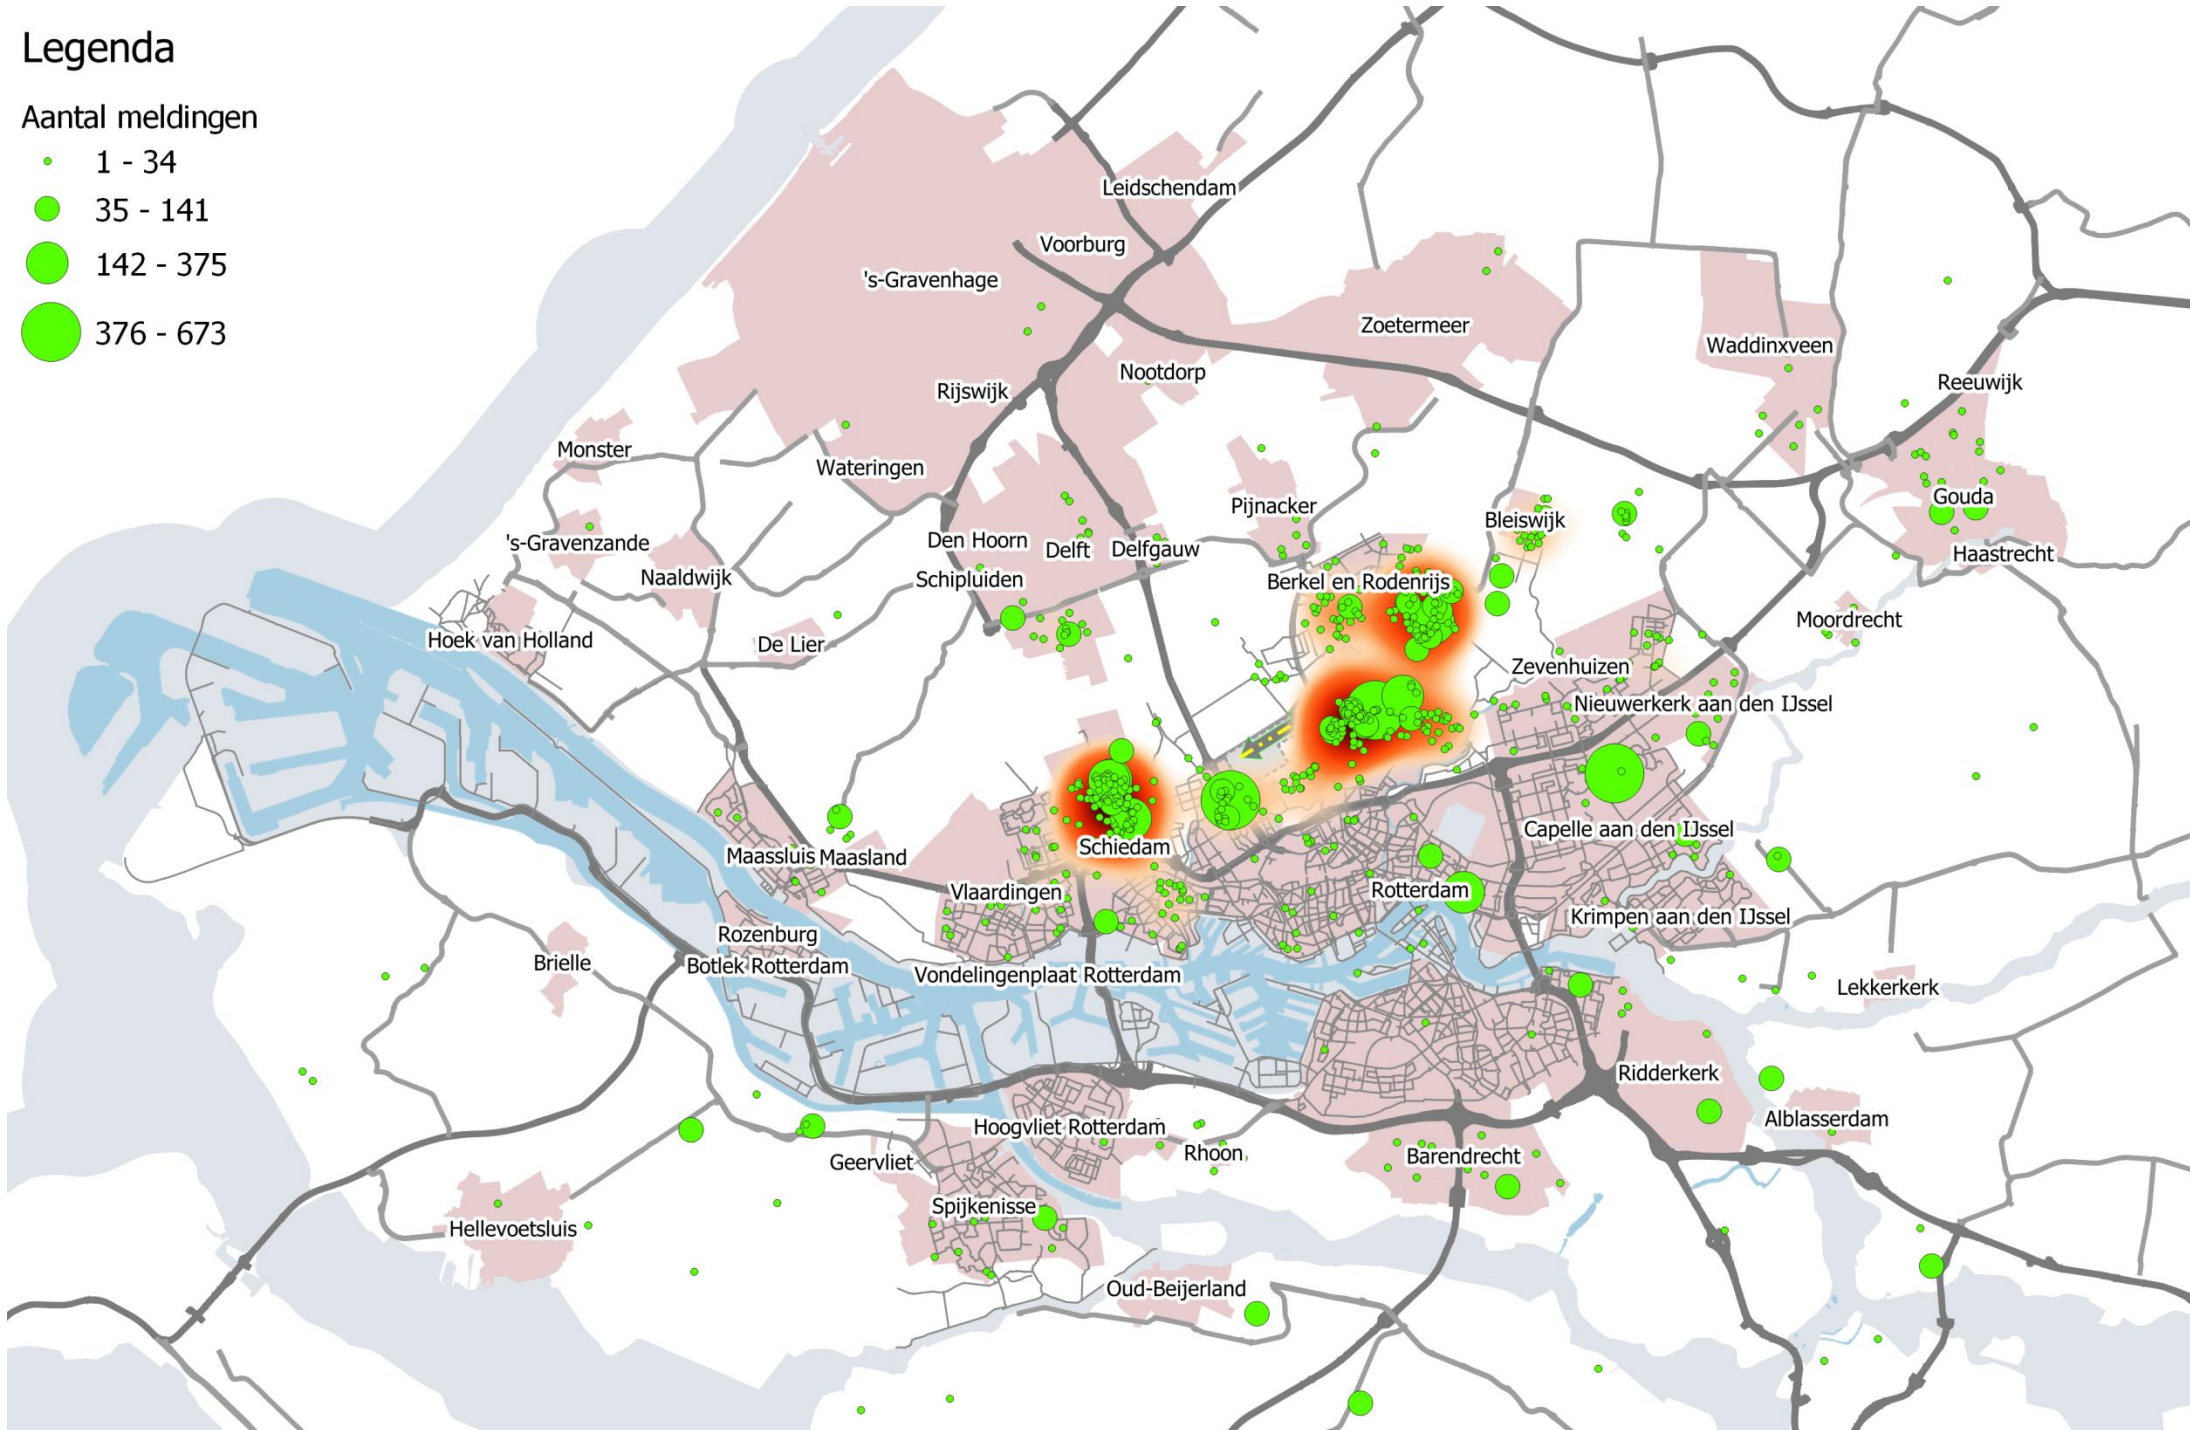 Legenda
Aantal meldingen
1 - 34
35 - 141
142 - 375
376 - 673
Leidschendam
Voorburg
's-Gravenhage
Zoetermeer
Waddinxveen
Nootdorp
Reeuwijk
Rijswijk
Monster
Wateringen
Gouda
Pijnacker
Bleiswijk
's-Gravenzande
Den Hoorn
Delft
Delfgauw
Haastrecht
Naaldwijk
Schipluiden
Berkel en Rodenrijs
Moordrecht
Hoek van Holland
De Lier
Zevenhuizen
Nieuwerkerk aan den IJssel
Capelle aan den IJssel
Schiedam
Maassluis
Maasland
Vlaardingen
Rotterdam
Krimpen aan den IJssel
Rozenburg
Brielle
Botlek Rotterdam
Vondelingenplaat Rotterdam
Lekkerkerk
Ridderkerk
Alblasserdam
Hoogvliet Rotterdam
Rhoon
Barendrecht
Geervliet
Spijkenisse
Hellevoetsluis
Oud-Beijerland